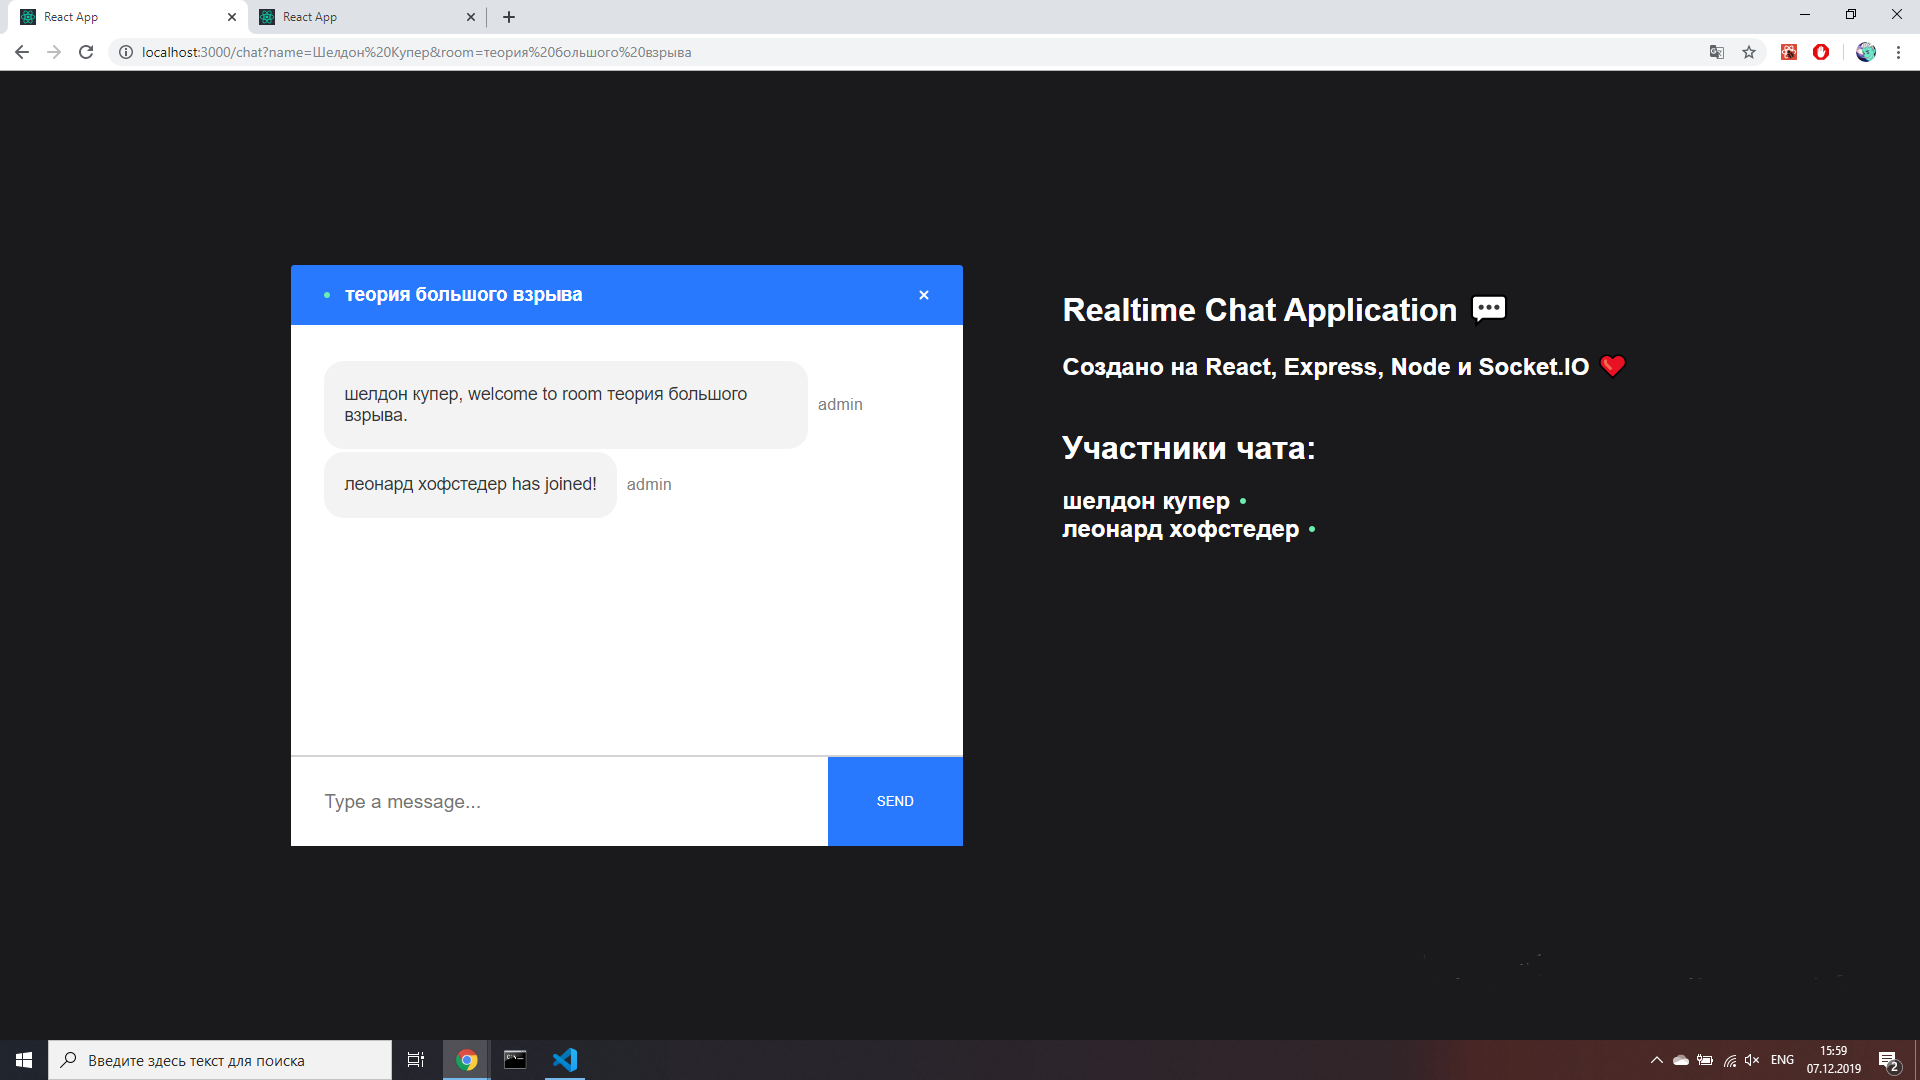 React App
React App
localhost:3000/chat?name=Шелдон%20Купер&room=теория%20большого%20взрыва
теория большого взрыва
шелдон купер, welcome to room теория большого
взрыва.
admin
леонард хофстедер has joined!
admin
Type a message...
SEND
Realtime Chat Application
Создано на React, Express, Node и Socket.IO
Участники чата:
шелдон купер
леонард хофстедер
Введите здесь текст для поиска
ENG
15:59
07.12.2019
2